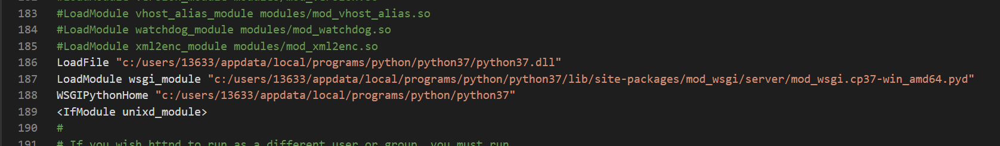 183 #LoadModule vhost_alias_module modules/mod_vhost_alias.so
184 #LoadModule watchdog_module modules/mod_watchdog.so
185 #LoadModule xml2enc_module modules/mod_xml2enc.so
186 LoadFile "c:/users/13633/appdata/local/programs/python/python37/python37.dll"
187 LoadModule wsgi_module "c:/users/13633/appdata/local/programs/python/python37/lib/site-packages/mod_wsgi/server/mod_wsgi.cp37-win_amd64.pyd"
188 WSGIPythonHome "c:/users/13633/appdata/local/programs/python/python37"
189 <IfModule unixd_module>
190 #
191 # If you wish httpd to run as a different user or group, you must run